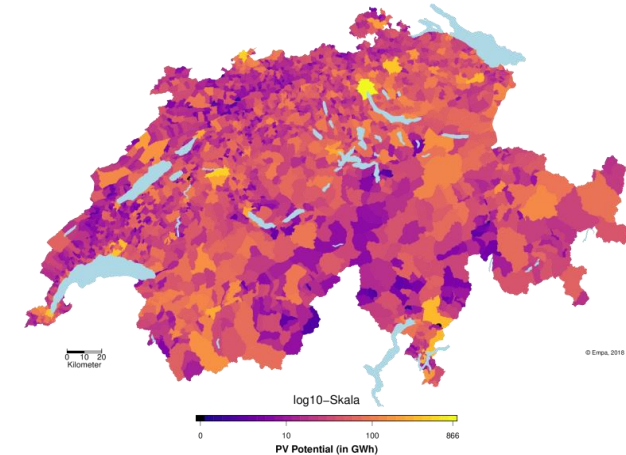 0 10 20
Kilometer
© Empa, 2018
log10−Skala
0 10 100 866
PV Potential (in GWh)